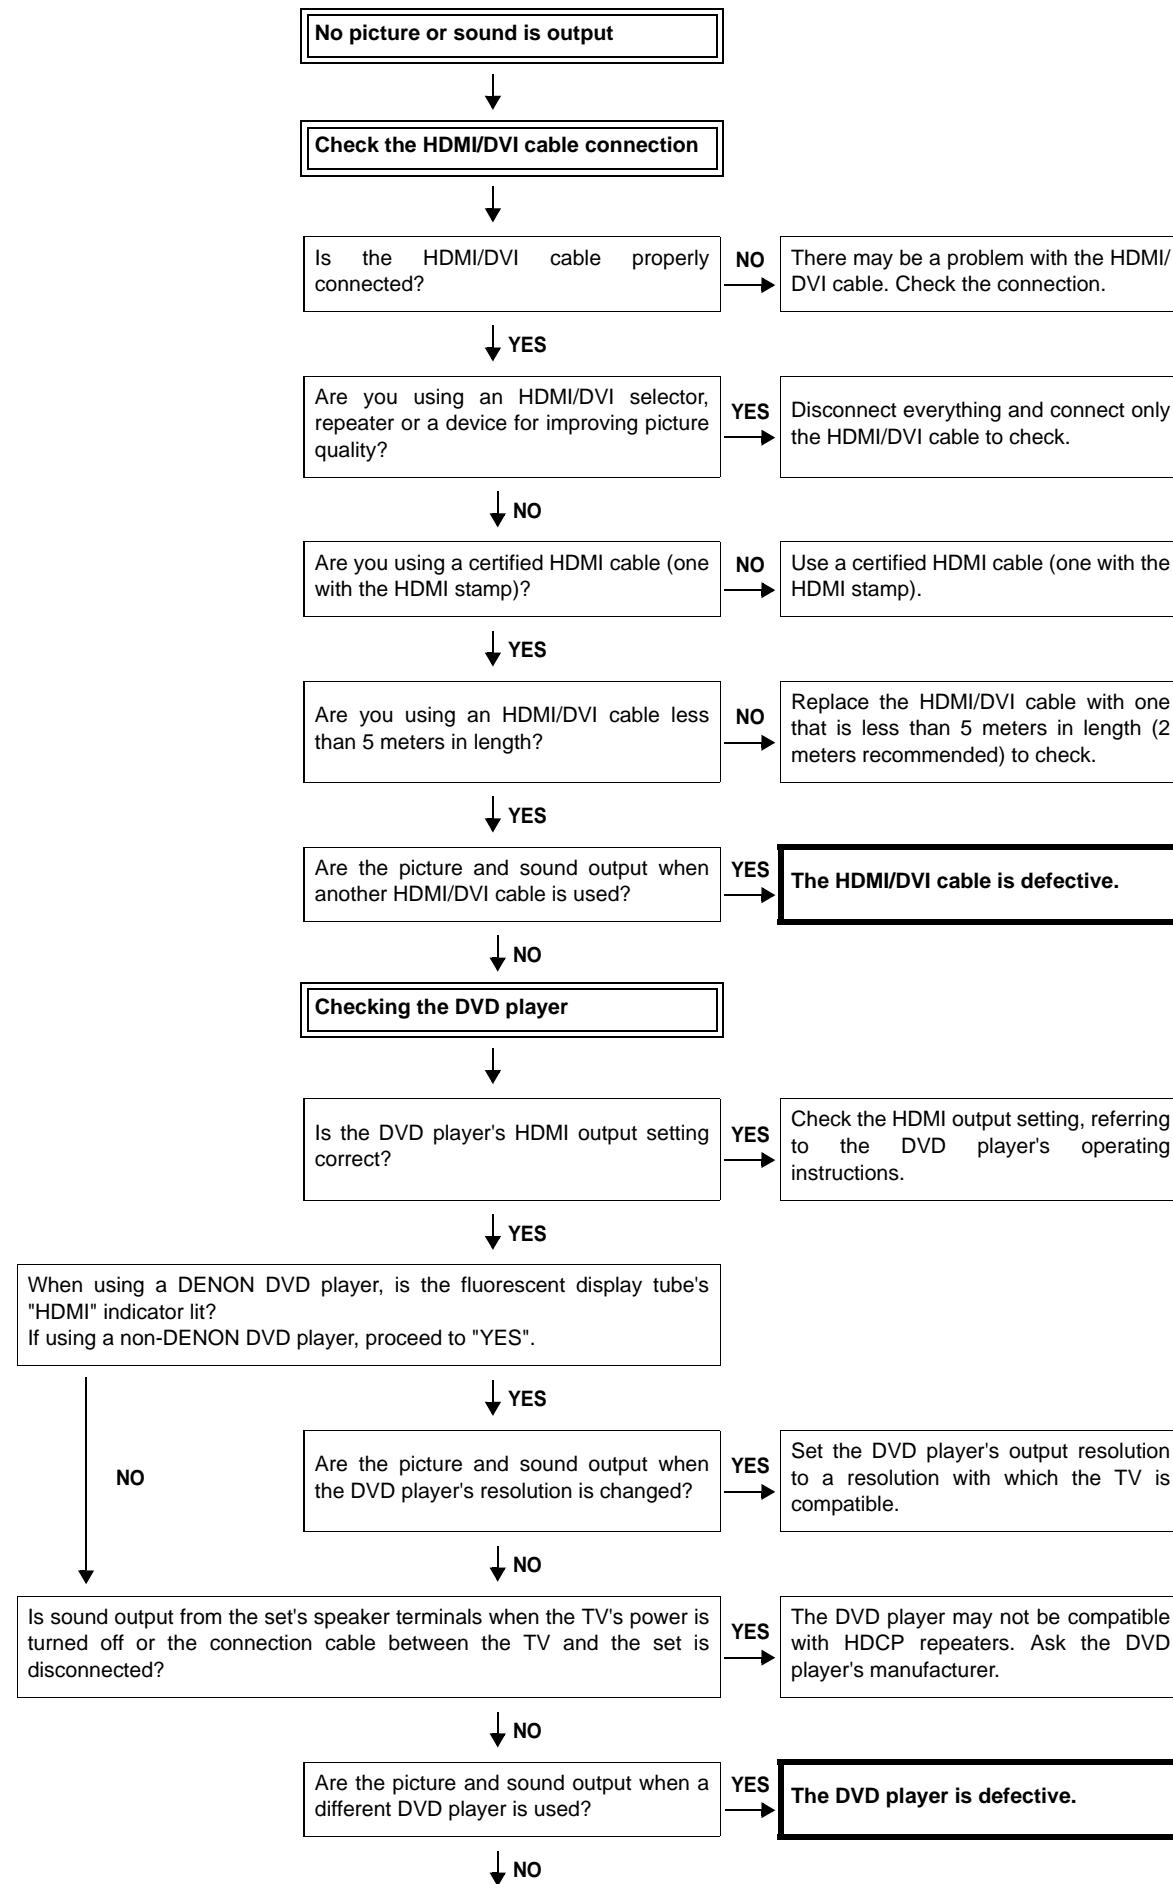 No picture or sound is output
Check the HDMI/DVI cable connection
Is the HDMI/DVI cable properly
connected?
NO
There may be a problem with the HDMI/
DVI cable. Check the connection.
YES
Are you using an HDMI/DVI selector,
repeater or a device for improving picture
quality?
YES
Disconnect everything and connect only
the HDMI/DVI cable to check.
NO
Are you using a certified HDMI cable (one
with the HDMI stamp)?
NO
Use a certified HDMI cable (one with the
HDMI stamp).
YES
Are you using an HDMI/DVI cable less
than 5 meters in length?
NO
Replace the HDMI/DVI cable with one
that is less than 5 meters in length (2
meters recommended) to check.
YES
Are the picture and sound output when
another HDMI/DVI cable is used?
YES
The HDMI/DVI cable is defective.
NO
Checking the DVD player
Is the DVD player's HDMI output setting
correct?
YES
Check the HDMI output setting, referring
to the DVD player's operating
instructions.
YES
When using a DENON DVD player, is the fluorescent display tube's
"HDMI" indicator lit?
If using a non-DENON DVD player, proceed to "YES".
YES
NO
Are the picture and sound output when
the DVD player's resolution is changed?
YES
Set the DVD player's output resolution
to a resolution with which the TV is
compatible.
NO
Is sound output from the set's speaker terminals when the TV's power is
turned off or the connection cable between the TV and the set is
disconnected?
YES
The DVD player may not be compatible
with HDCP repeaters. Ask the DVD
player's manufacturer.
NO
Are the picture and sound output when a
different DVD player is used?
YES
The DVD player is defective.
NO